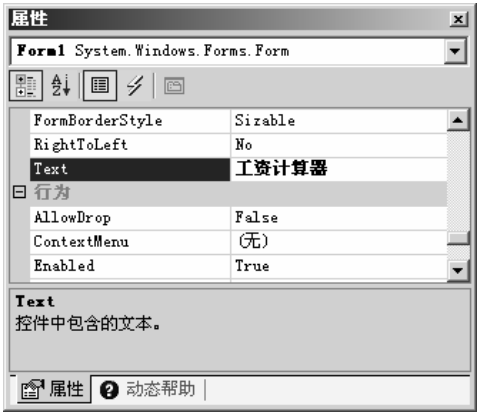 属性
Form1 System.Windows.Forms.Form
FormBorderStyle Sizable
RightToLeft No
Text 工资计算器
行为
AllowDrop False
ContextMenu (无)
Enabled True
Text
控件中包含的文本。
属性 动态帮助